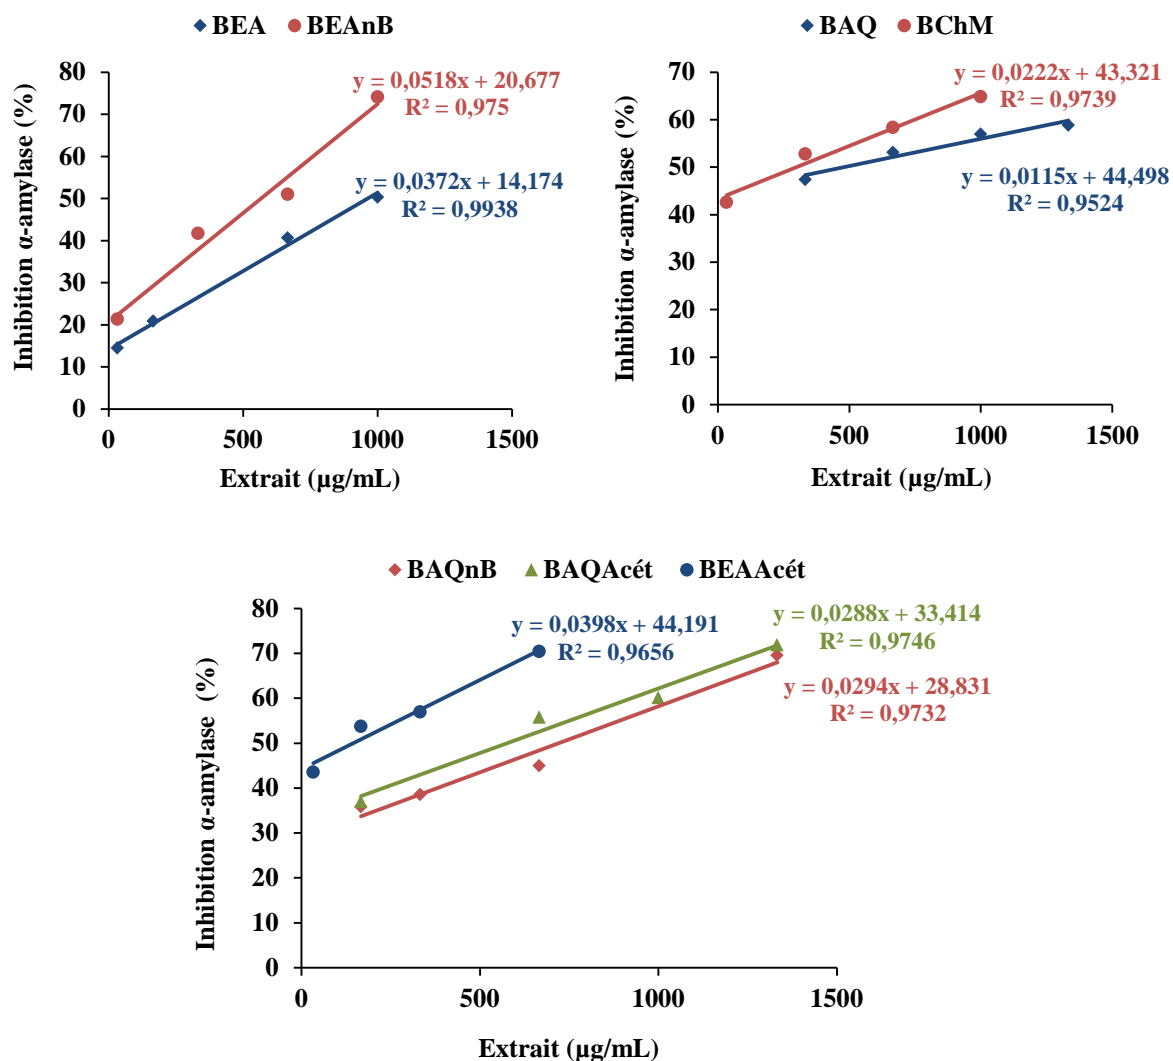 BEA BEAnB
y = 0,0518x + 20,677
R² = 0,975
y = 0,0372x + 14,174
R² = 0,9938
Inhibition α-amylase (%)
80
70
60
50
40
30
20
10
0
0 500 1000 1500
Extrait (µg/mL)
BAQ BChM
y = 0,0222x + 43,321
R² = 0,9739
y = 0,0115x + 44,498
R² = 0,9524
Inhibition α-amylase (%)
70
60
50
40
30
20
10
0
0 500 1000 1500
Extrait (µg/mL)
BAQnB BAQAcét BEAAcét
y = 0,0398x + 44,191
R² = 0,9656
y = 0,0288x + 33,414
R² = 0,9746
y = 0,0294x + 28,831
R² = 0,9732
Inhibition α-amylase (%)
80
70
60
50
40
30
20
10
0
0 500 1000 1500
Extrait (µg/mL)